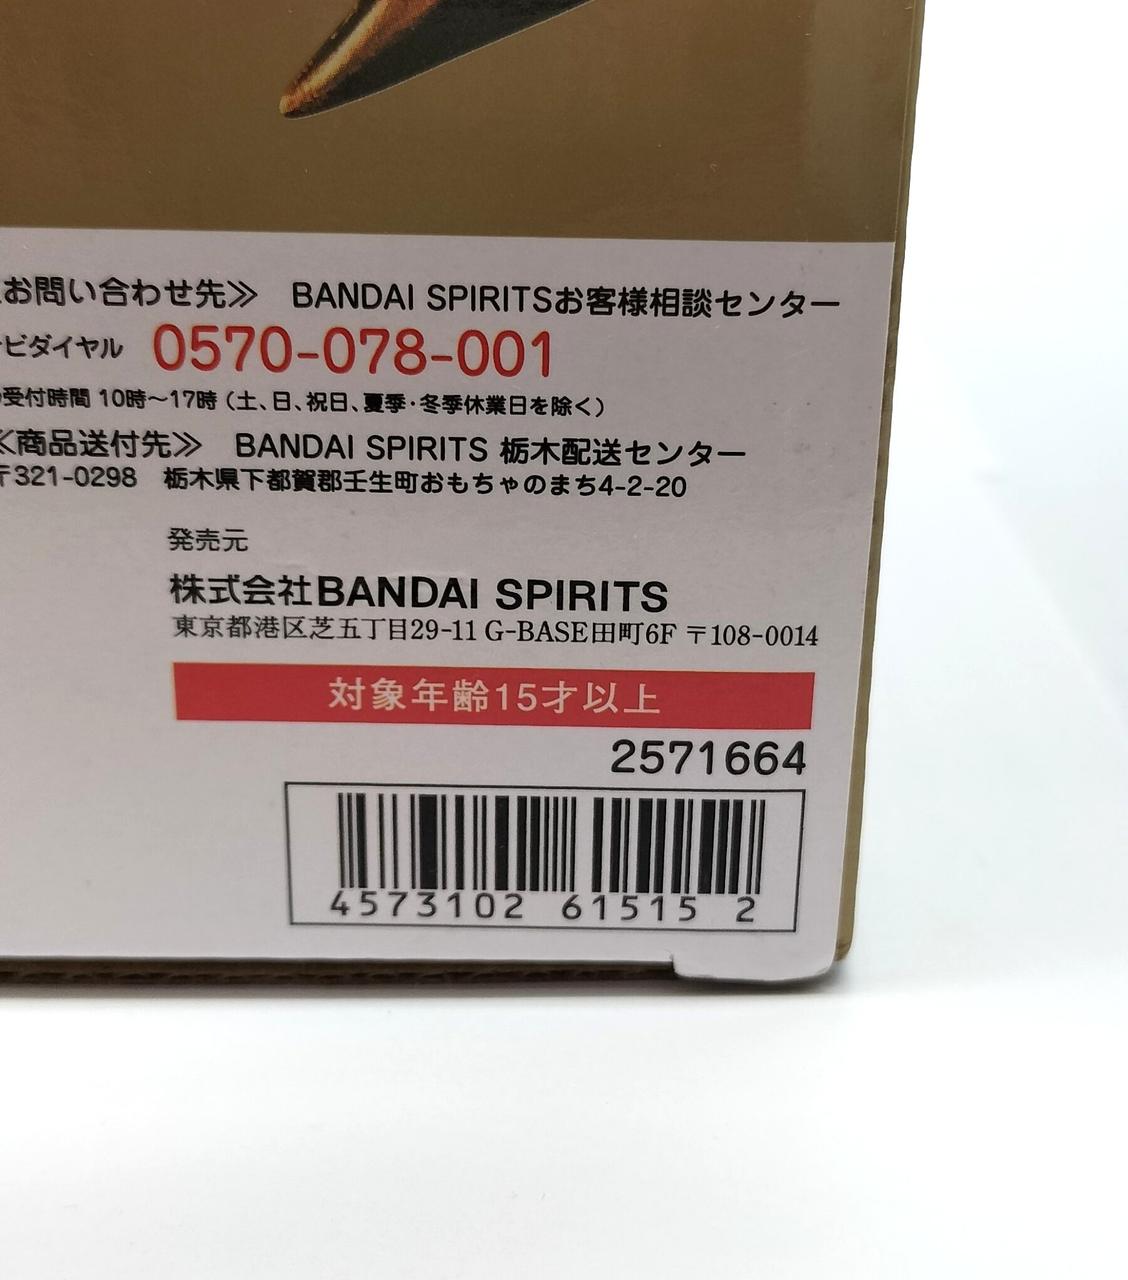 お問い合わせ先≫ BANDAI SPIRITSお客様相談センター
ビダイヤル 0570-078-001
受付時間 10時〜17時（土、日、祝日、夏季・冬季休業日を除く）
≪商品送付先≫ BANDAI SPIRITS 栃木配送センター
〒321-0298 栃木県下都賀郡壬生町おもちゃのまち4-2-20
発売元
株式会社BANDAI SPIRITS
東京都港区芝五丁目29-11 G-BASE田町6F 〒108-0014
対象年齢15才以上
2571664
4573102 61515 2